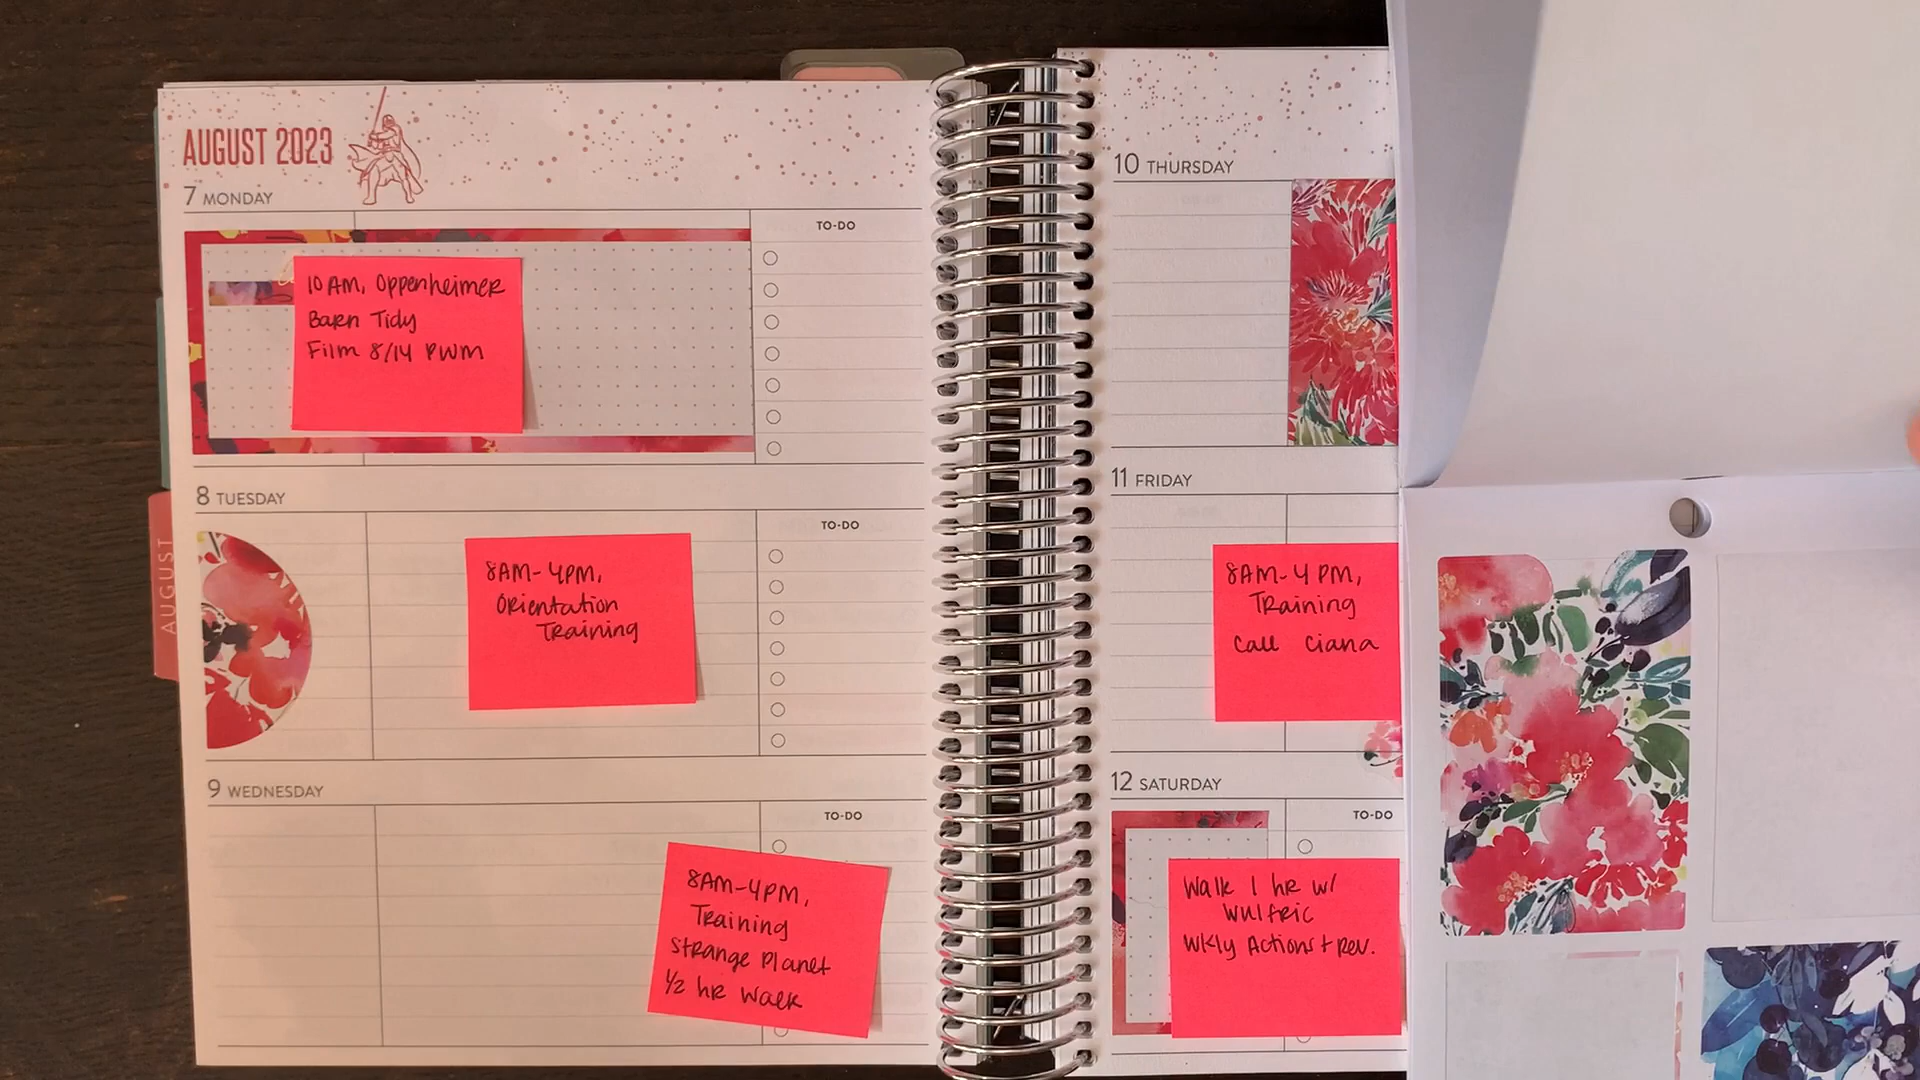 AUGUST 2023
7 MONDAY
TO-DO
10 AM, Oppenheimer
Barn Tidy
Film 8/14 PWM
8 TUESDAY
TO-DO
8AM-4PM,
Orientation
Training
AUGUST
9 WEDNESDAY
TO-DO
8AM-4PM,
Training
Strange Planet
1/2 hr walk
10 THURSDAY
11 FRIDAY
8AM-4PM,
Training
Call Ciana
12 SATURDAY
TO-DO
Walk 1 hr w/
Wulfric
Wkly Actions + Rev.